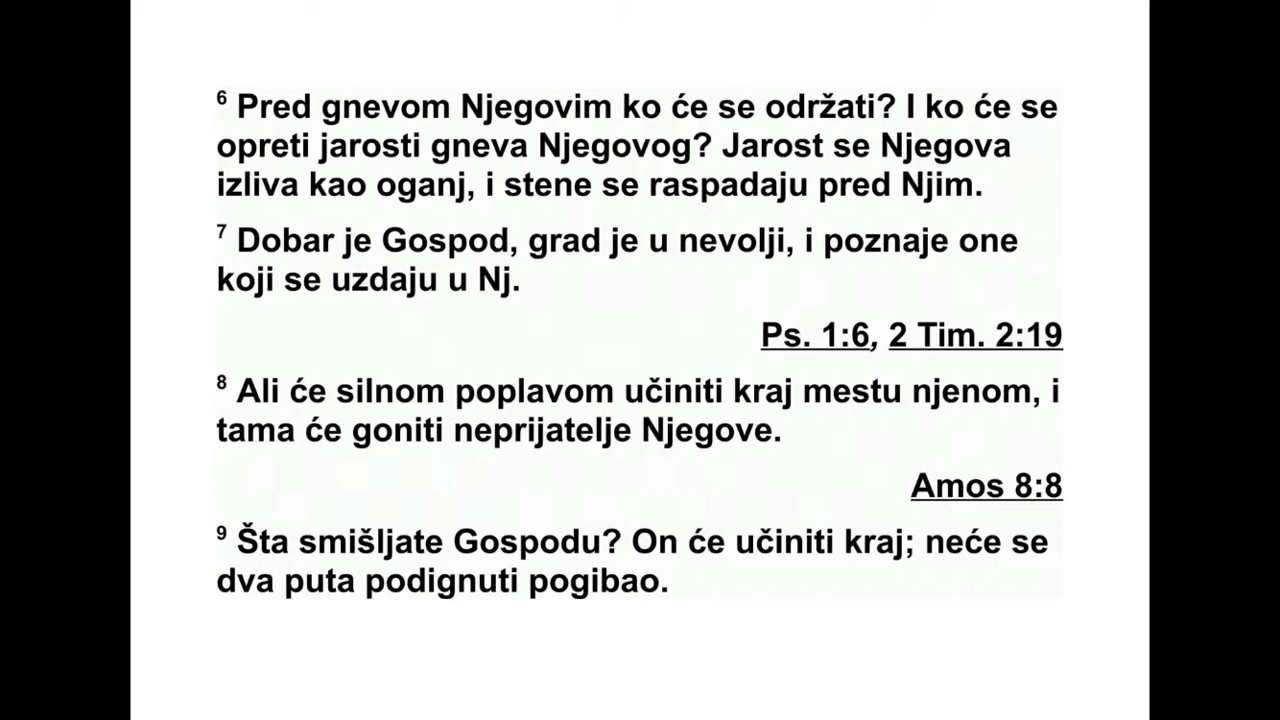 6 Pred gnevom Njegovim ko će se održati? I ko će se
opreti jarosti gneva Njegovog? Jarost se Njegova
izliva kao oganj, i stene se raspadaju pred Njim.
7 Dobar je Gospod, grad je u nevolji, i poznaje one
koji se uzdaju u Nj.
Ps. 1:6, 2 Tim. 2:19
8 Ali će silnom poplavom učiniti kraj mestu njenom, i
tama će goniti neprijatelje Njegove.
Amos 8:8
9 Šta smišljate Gospodu? On će učiniti kraj; neće se
dva puta podignuti pogibao.